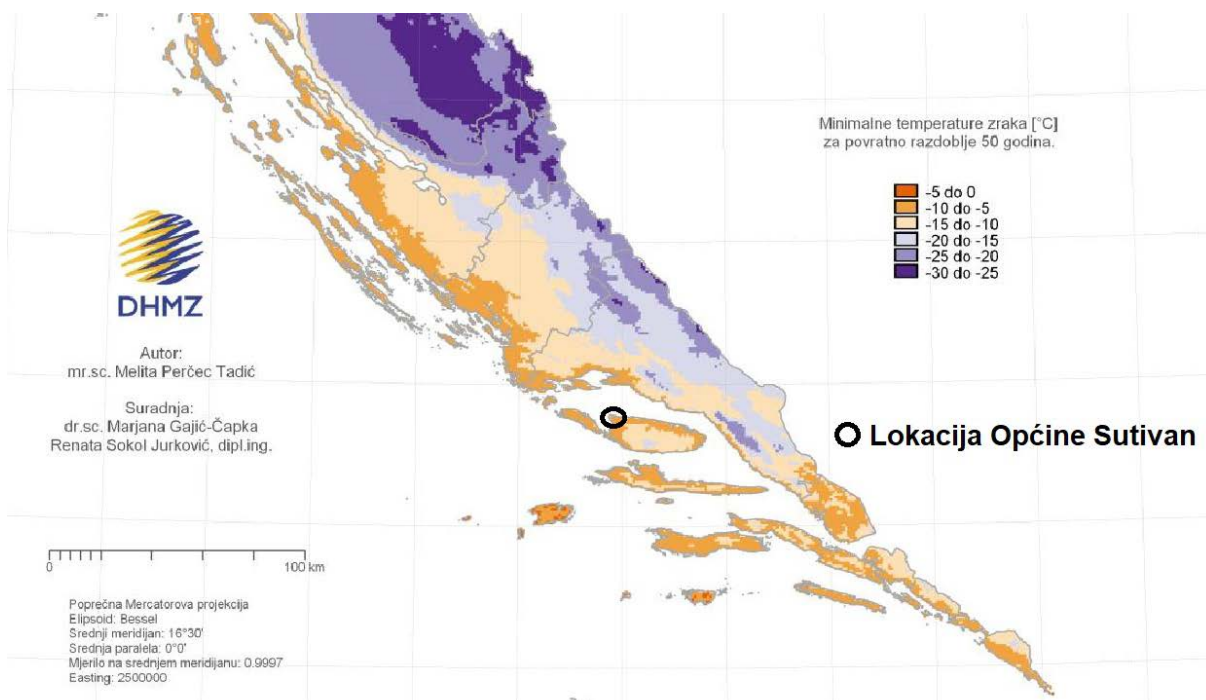 Minimalne temperature zraka [°C]
za povratno razdoblje 50 godina.
-5 do 0
-10 do -5
-15 do -10
-20 do -15
-25 do -20
-30 do -25
DHMZ
Autor:
mr.sc. Melita Perčec Tadić
Suradnja:
dr.sc. Marjana Gajić-Čapka
Renata Sokol Jurković, dipl.ing.
Lokacija Općine Sutivan
0 100 km
Poprečna Mercatorova projekcija
Elipsoid: Bessel
Srednji meridijan: 16°30'
Srednja paralela: 0°0'
Mjerilo na srednjem meridijanu: 0.9997
Easting: 2500000